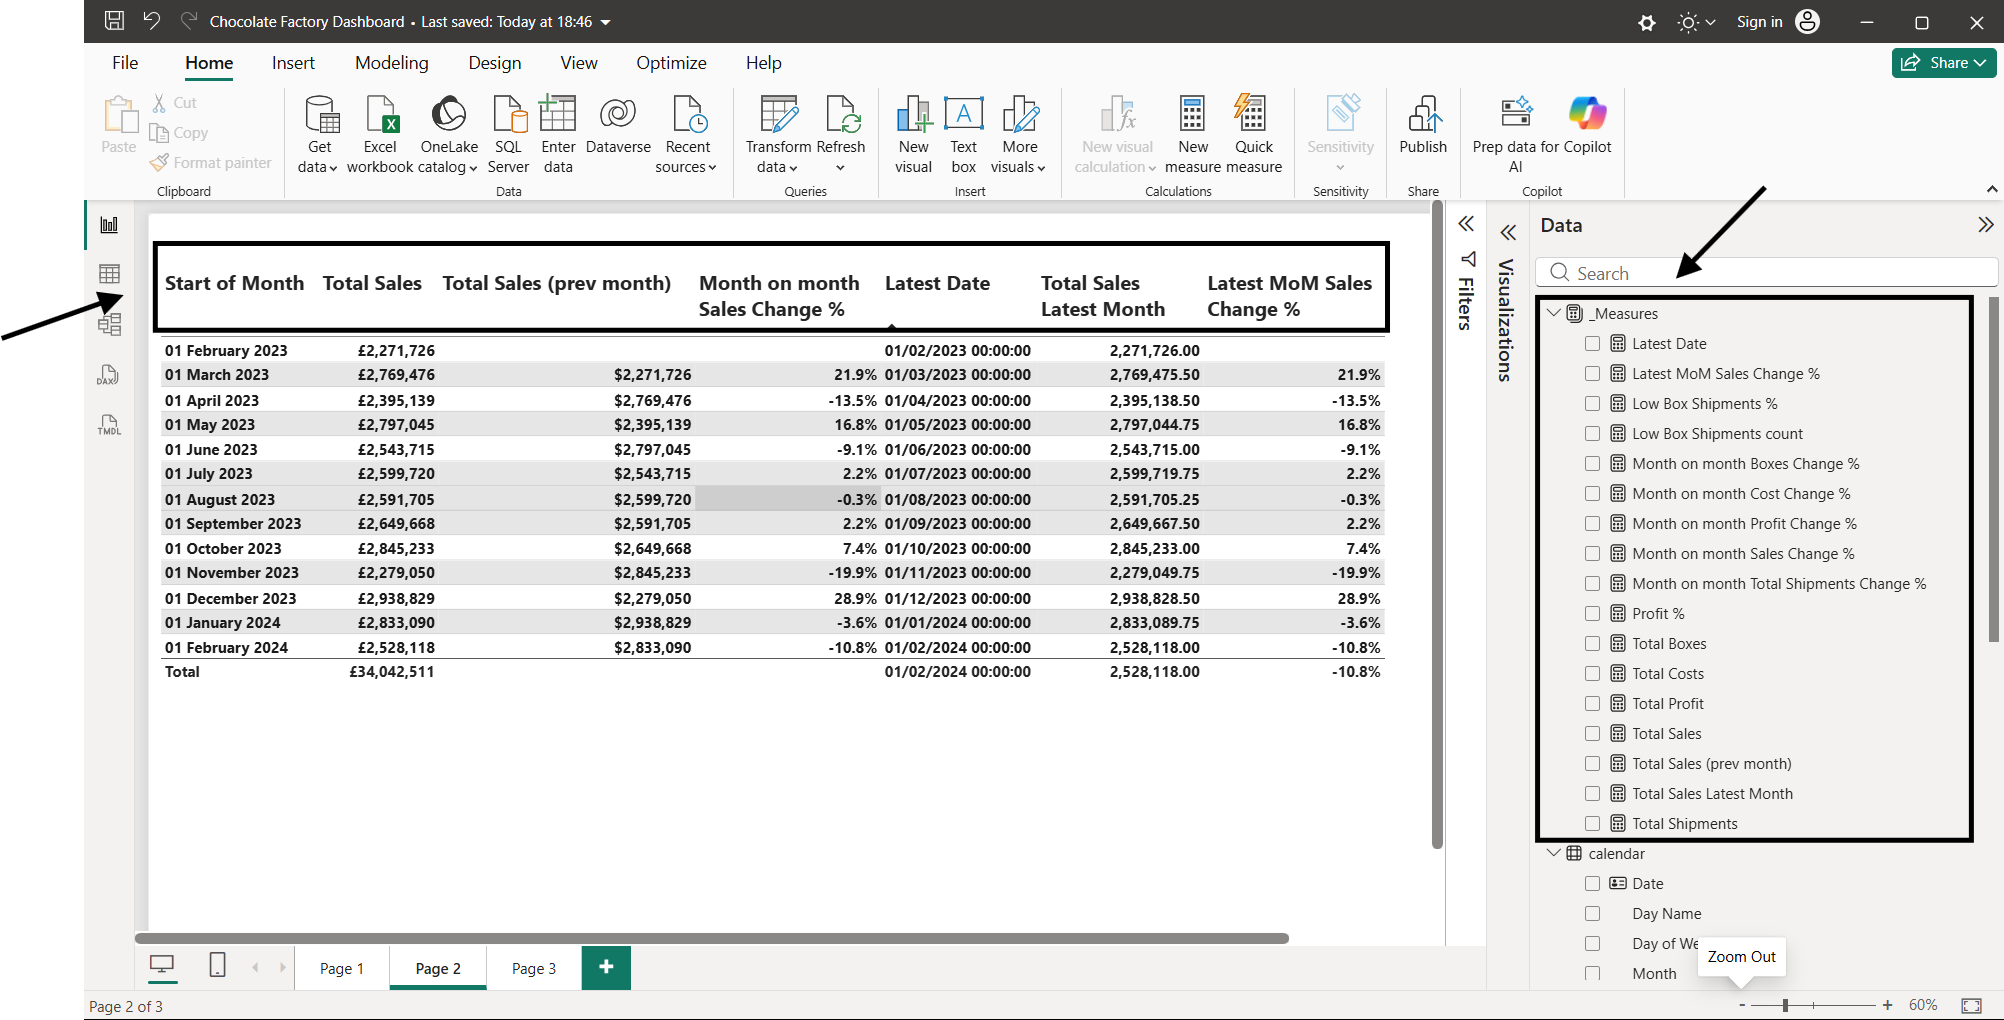 Chocolate Factory Dashboard • Last saved: Today at 18:46
Sign in
File Home Insert Modeling Design View Optimize Help
Share
Paste
Cut
Copy
Format painter
Clipboard
Get data
Excel workbook
OneLake catalog
SQL Server
Enter data
Dataverse
Recent sources
Data
Transform data
Refresh
Queries
New visual
Text box
More visuals
Insert
New visual calculation
New measure
Quick measure
Calculations
Sensitivity
Sensitivity
Publish
Share
Prep data for AI
Copilot
Copilot
DAX
TMDL
Start of Month Total Sales Total Sales (prev month) Month on month Sales Change % Latest Date Total Sales Latest Month Latest MoM Sales Change %
01 February 2023 £2,271,726 01/02/2023 00:00:00 2,271,726.00
01 March 2023 £2,769,476 $2,271,726 21.9% 01/03/2023 00:00:00 2,769,475.50 21.9%
01 April 2023 £2,395,139 $2,769,476 -13.5% 01/04/2023 00:00:00 2,395,138.50 -13.5%
01 May 2023 £2,797,045 $2,395,139 16.8% 01/05/2023 00:00:00 2,797,044.75 16.8%
01 June 2023 £2,543,715 $2,797,045 -9.1% 01/06/2023 00:00:00 2,543,715.00 -9.1%
01 July 2023 £2,599,720 $2,543,715 2.2% 01/07/2023 00:00:00 2,599,719.75 2.2%
01 August 2023 £2,591,705 $2,599,720 -0.3% 01/08/2023 00:00:00 2,591,705.25 -0.3%
01 September 2023 £2,649,668 $2,591,705 2.2% 01/09/2023 00:00:00 2,649,667.50 2.2%
01 October 2023 £2,845,233 $2,649,668 7.4% 01/10/2023 00:00:00 2,845,233.00 7.4%
01 November 2023 £2,279,050 $2,845,233 -19.9% 01/11/2023 00:00:00 2,279,049.75 -19.9%
01 December 2023 £2,938,829 $2,279,050 28.9% 01/12/2023 00:00:00 2,938,828.50 28.9%
01 January 2024 £2,833,090 $2,938,829 -3.6% 01/01/2024 00:00:00 2,833,089.75 -3.6%
01 February 2024 £2,528,118 $2,833,090 -10.8% 01/02/2024 00:00:00 2,528,118.00 -10.8%
Total £34,042,511 01/02/2024 00:00:00 2,528,118.00 -10.8%
Filters
Visualizations
Data
Search
_Measures
Latest Date
Latest MoM Sales Change %
Low Box Shipments %
Low Box Shipments count
Month on month Boxes Change %
Month on month Cost Change %
Month on month Profit Change %
Month on month Sales Change %
Month on month Total Shipments Change %
Profit %
Total Boxes
Total Costs
Total Profit
Total Sales
Total Sales (prev month)
Total Sales Latest Month
Total Shipments
calendar
Date
Day Name
Day of We
Month
Zoom Out
Page 1 Page 2 Page 3 +
Page 2 of 3
- + 60%